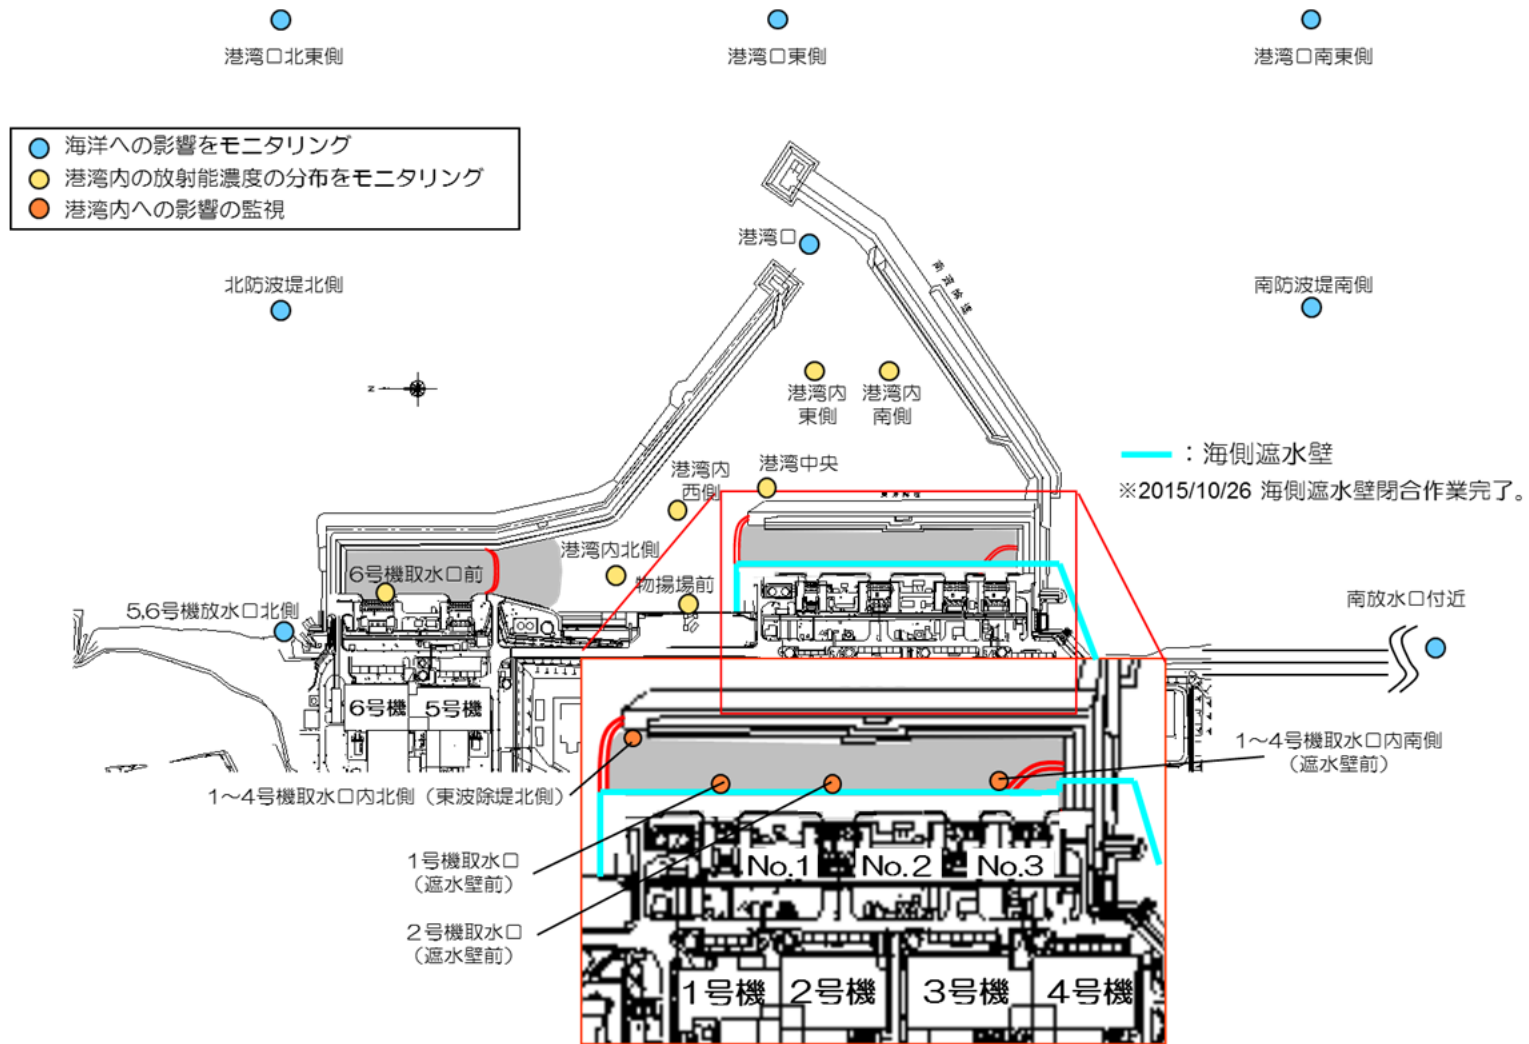 港湾口北東側
港湾口東側
港湾口南東側
海洋への影響をモニタリング
港湾内の放射能濃度の分布をモニタリング
港湾内への影響の監視
港湾口
北防波堤北側
南防波堤南側
N
港湾内
東側
港湾内
南側
港湾内
西側
港湾中央
:海側遮水壁
※2015/10/26 海側遮水壁閉合作業完了。
港湾内北側
6号機取水口前
物揚場前
5,6号機放水口北側
南放水口付近
6号機
5号機
1〜4号機取水口内北側(東波除堤北側)
1〜4号機取水口内南側
(遮水壁前)
1号機取水口
(遮水壁前)
2号機取水口
(遮水壁前)
No.1
No.2
No.3
1号機
2号機
3号機
4号機